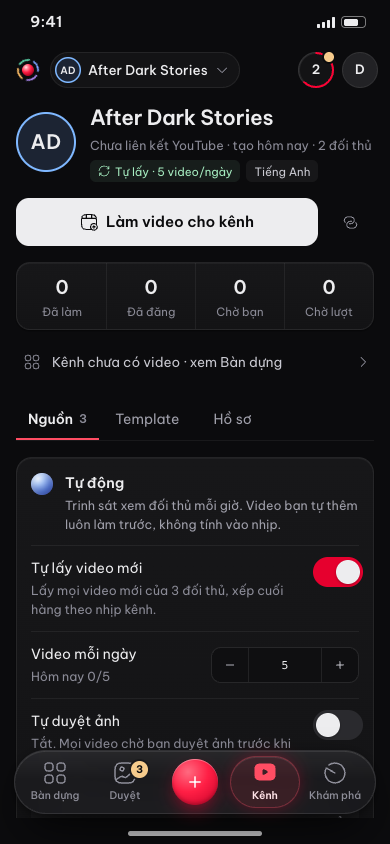 9:41
AD After Dark Stories
2
D
AD
After Dark Stories
Chưa liên kết YouTube · tạo hôm nay · 2 đối thủ
Tự lấy · 5 video/ngày
Tiếng Anh
Làm video cho kênh
0 0 0 0
Đã làm Đã đăng Chờ bạn Chờ lượt
Kênh chưa có video · xem Bàn dựng
Nguồn 3 Template Hồ sơ
Tự động
Trinh sát xem đối thủ mỗi giờ. Video bạn tự thêm
luôn làm trước, không tính vào nhịp.
Tự lấy video mới
Lấy mọi video mới của 3 đối thủ, xếp cuối
hàng theo nhịp kênh.
Video mỗi ngày
Hôm nay 0/5
− 5 +
Tự duyệt ảnh
Tắt. Mọi video chờ bạn duyệt ảnh trước khi
3
+
Bàn dựng Duyệt Kênh Khám phá